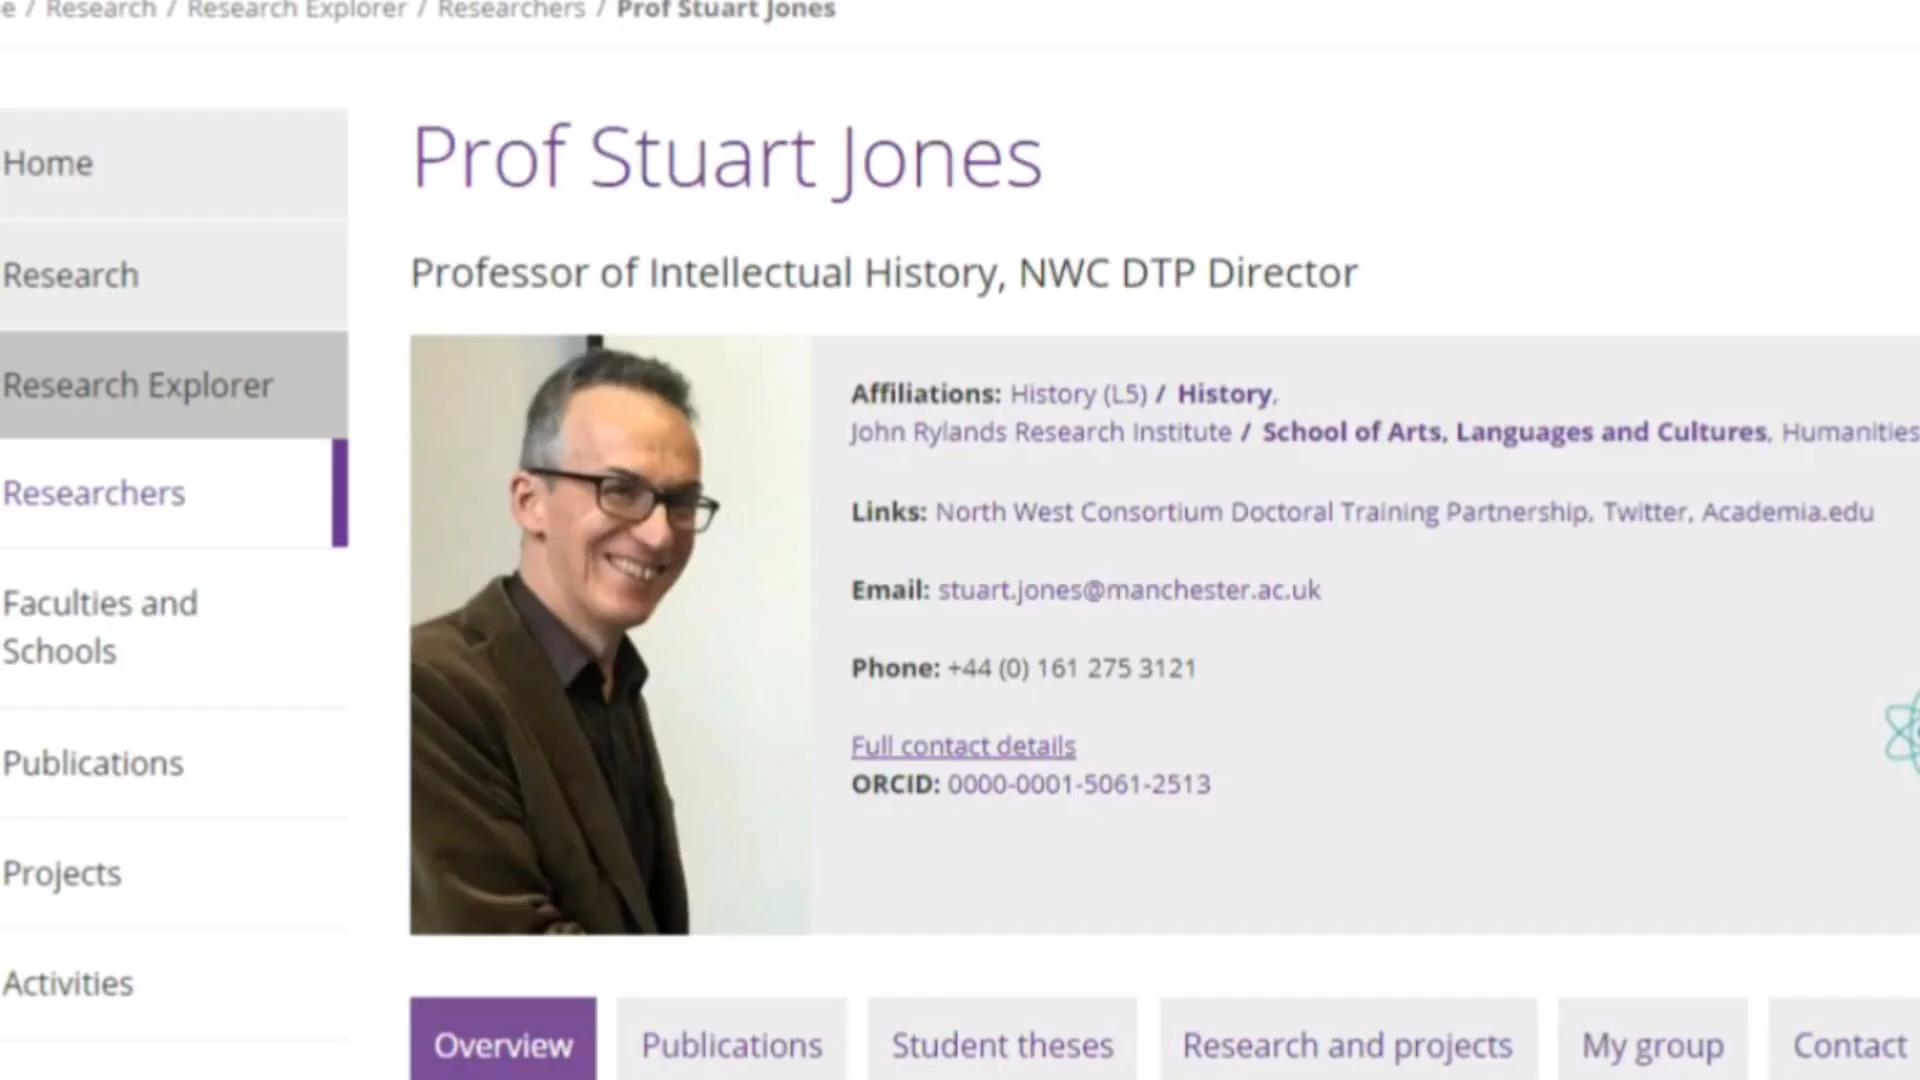 / Research / Research Explorer / Researchers / Prof Stuart Jones
Home
Research
Research Explorer
Researchers
Faculties and
Schools
Publications
Projects
Activities
Prof Stuart Jones
Professor of Intellectual History, NWC DTP Director
Affiliations: History (L5) / History,
John Rylands Research Institute / School of Arts, Languages and Cultures, Humanities
Links: North West Consortium Doctoral Training Partnership, Twitter, Academia.edu
Email: stuart.jones@manchester.ac.uk
Phone: +44 (0) 161 275 3121
Full contact details
ORCID: 0000-0001-5061-2513
Overview Publications Student theses Research and projects My group Contact